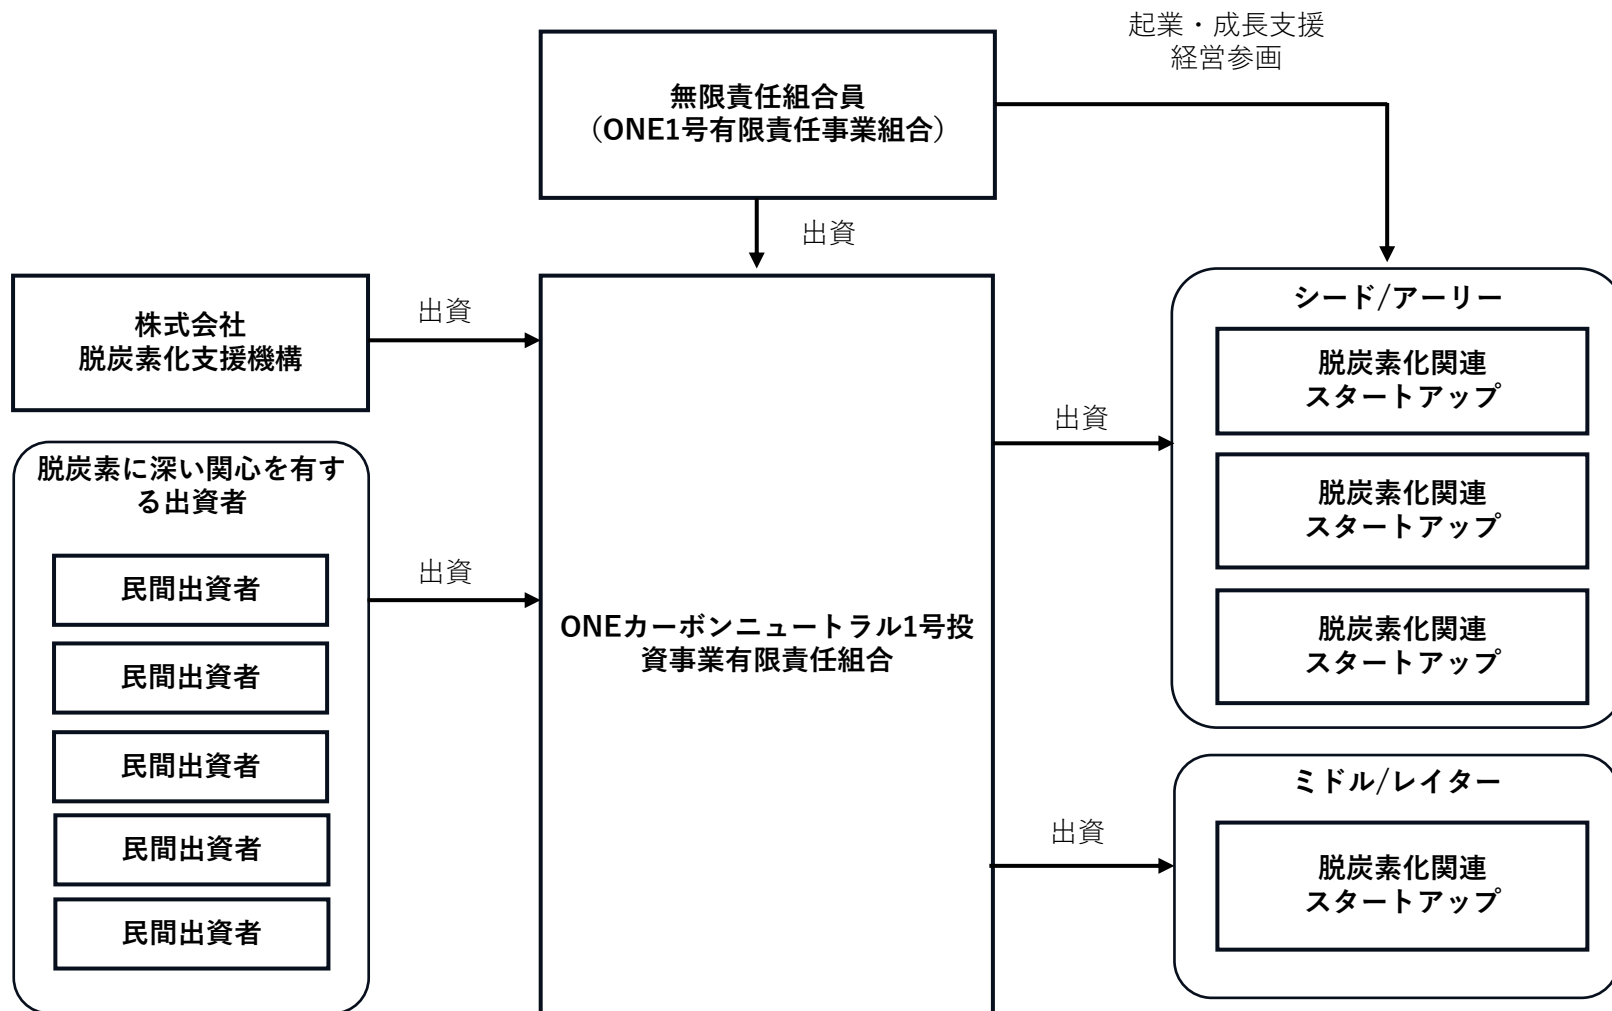 起業・成長支援
経営参画
無限責任組合員
（ONE1号有限責任事業組合）
出資
株式会社
脱炭素化支援機構
出資
脱炭素に深い関心を有す
る出資者
民間出資者
民間出資者
民間出資者
民間出資者
民間出資者
出資
ONEカーボンニュートラル1号投
資事業有限責任組合
出資
シード/アーリー
脱炭素化関連
スタートアップ
脱炭素化関連
スタートアップ
脱炭素化関連
スタートアップ
出資
ミドル/レイター
脱炭素化関連
スタートアップ